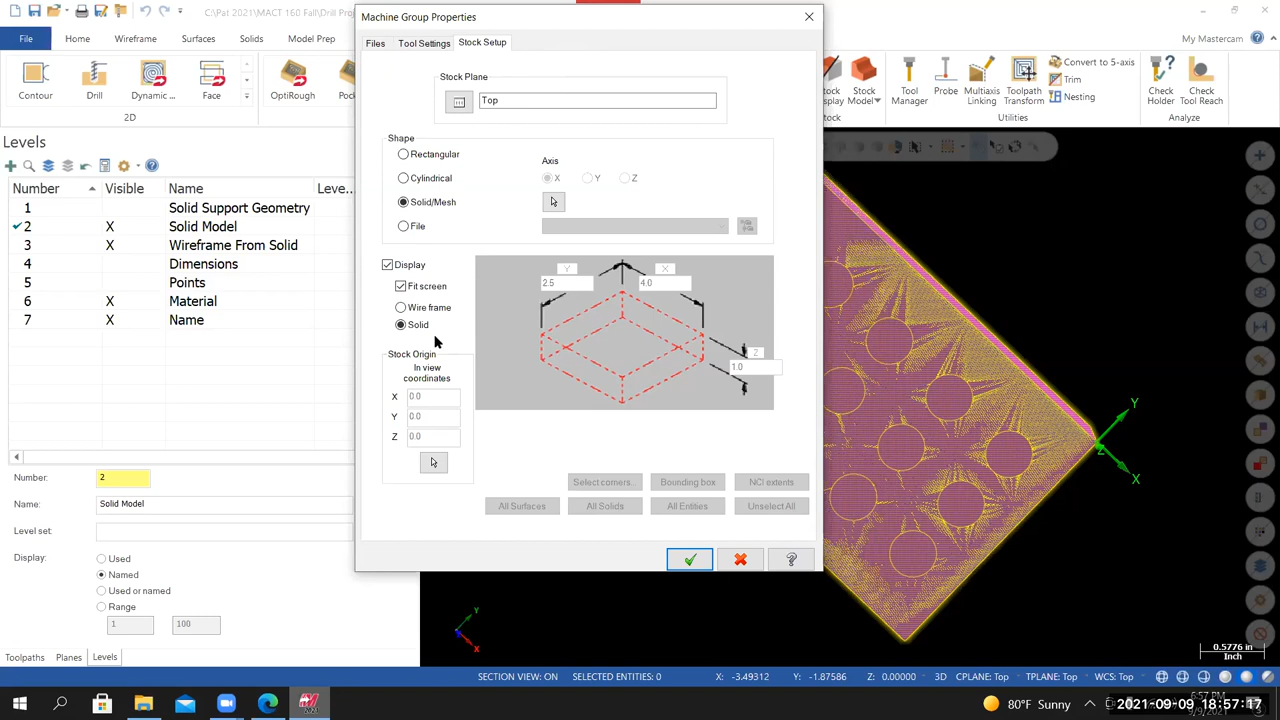 C:\Pat 2021\MACT 160 Fall\Drill Proj
Machine Group Properties
File
Home
Wireframe
Surfaces
Solids
Model Prep
My Mastercam
Files
Tool Settings
Stock Setup
Contour
Drill
Dynamic ...
Face
OptiRough
2D
Stock
Model
Tool
Manager
Probe
Multiaxis
Linking
Toolpath
Transform
Convert to 5-axis
Trim
Nesting
Check
Holder
Check
Tool Reach
Utilities
Analyze
Stock Plane
Top
Levels
Number
Visible
Name
Leve...
1 Solid Support Geometry
2 X Solid Model
3 X Wireframe From Solid
4 Dimensions
5 Points
6 X Material
7 X Name
Shape
Rectangular
Cylindrical
Solid/Mesh
File
Axis
X
Y
Z
Display
Fit screen
Wire frame
Solid
Y
2.5
X
4.0
Z
1.0
Stock Origin
In view
coordinates
X 0.0
Y 0.0
Z 0.0
Select corners...
Bounding box
NCI extents
All Surfaces
All Solids
All Entities
Unselect All
Number: 2
Name: Solid Model
Level set:
Display:
Used
Named
Used or named
Range
1
100
Toolpaths
Planes
Levels
Y
X
Z
Y
X
0.5776 in
Inch
SECTION VIEW: ON
SELECTED ENTITIES: 0
X: -3.49312
Y: -1.87586
Z: 0.00000
3D
CPLANE: Top
TPLANE: Top
WCS: Top
80°F Sunny
6:57 PM
9/9/2021
2021-09-09 18:57:17